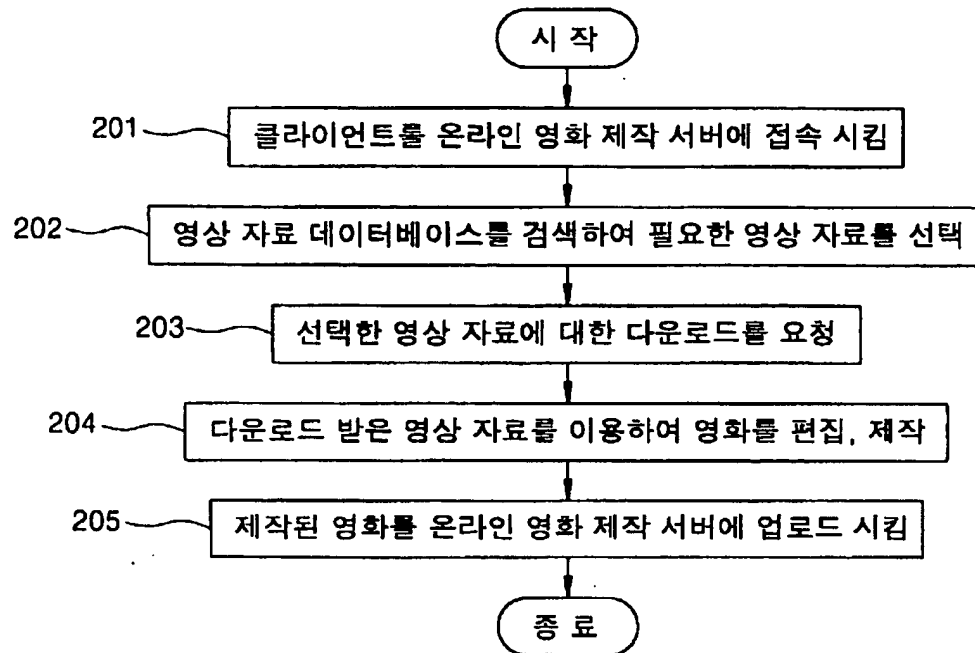 시 작
201
클라이언트를 온라인 영화 제작 서버에 접속 시킴
202
영상 자료 데이터베이스를 검색하여 필요한 영상 자료를 선택
203
선택한 영상 자료에 대한 다운로드를 요청
204
다운로드 받은 영상 자료를 이용하여 영화를 편집, 제작
205
제작된 영화를 온라인 영화 제작 서버에 업로드 시킴
종 료